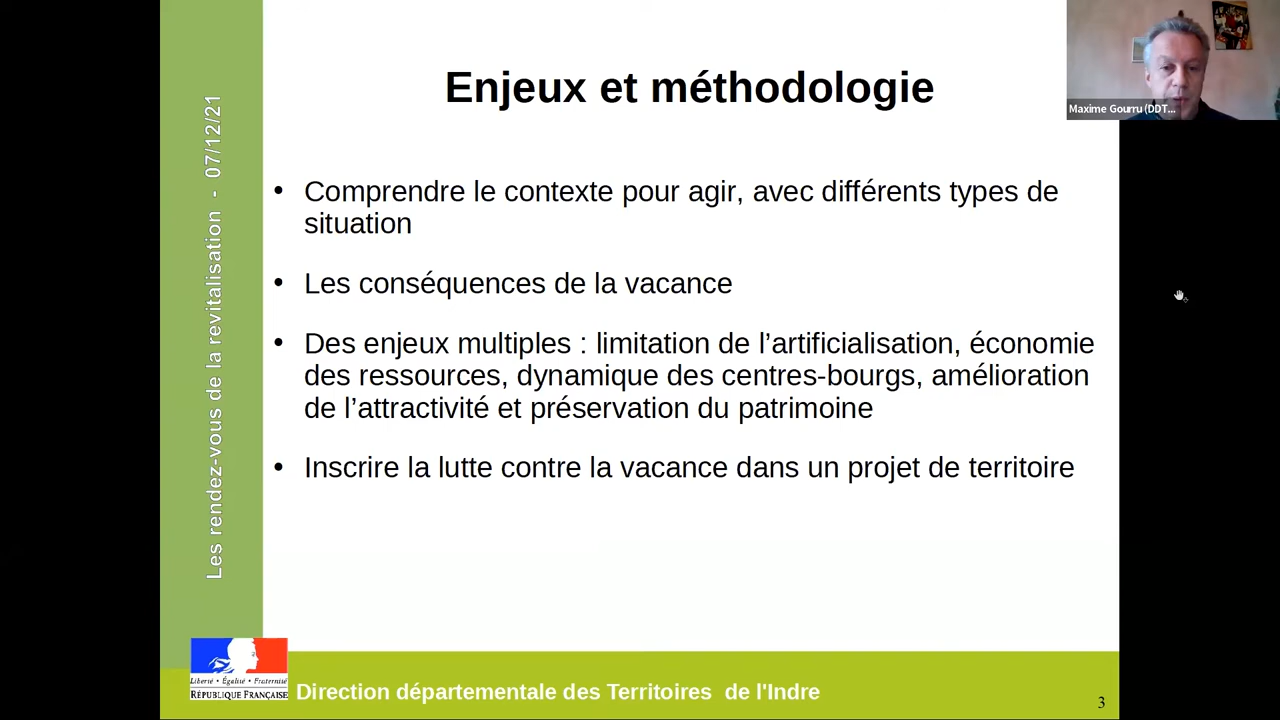 Enjeux et méthodologie
Maxime Gourru (DDT...
Les rendez-vous de la revitalisation - 07/12/21
• Comprendre le contexte pour agir, avec différents types de
situation
• Les conséquences de la vacance
• Des enjeux multiples : limitation de l’artificialisation, économie
des ressources, dynamique des centres-bourgs, amélioration
de l’attractivité et préservation du patrimoine
• Inscrire la lutte contre la vacance dans un projet de territoire
Liberté • Égalité • Fraternité
RÉPUBLIQUE FRANÇAISE
Direction départementale des Territoires de l'Indre
3